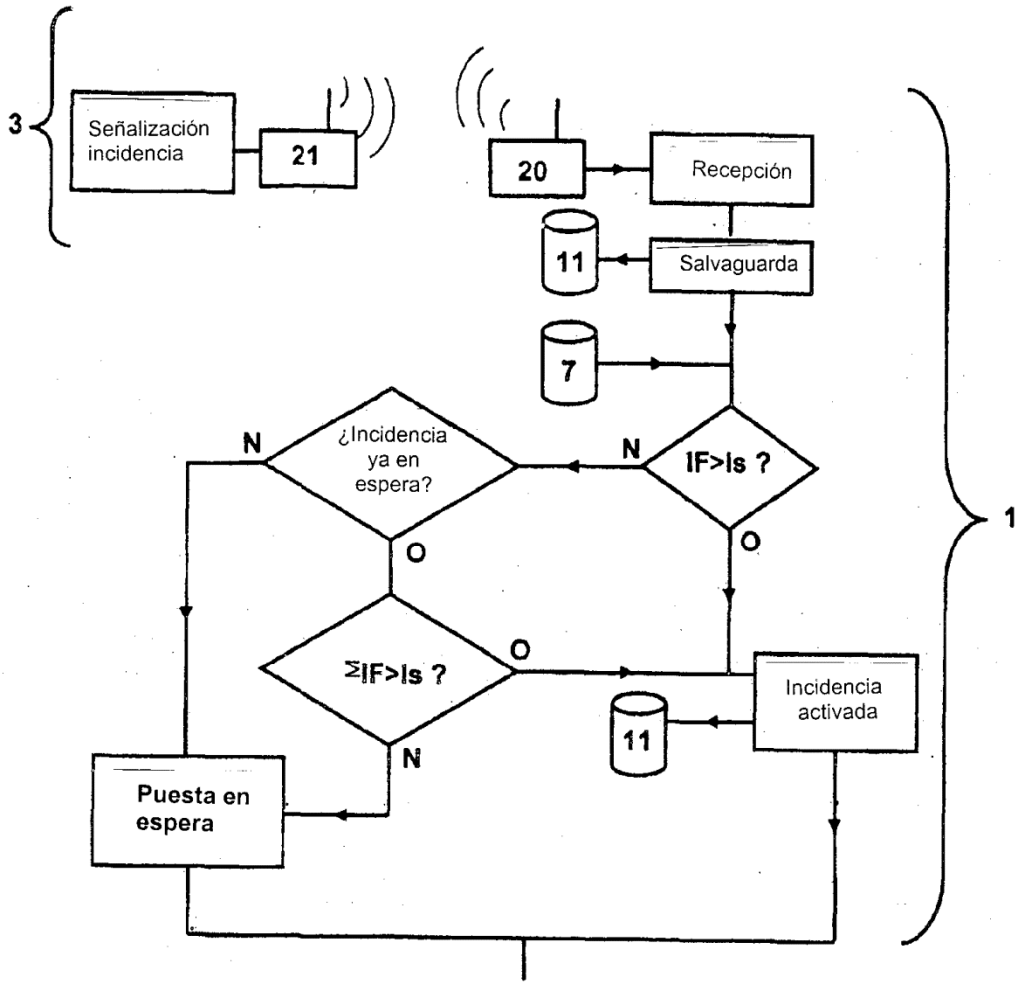 3
Señalización
incidencia
21
20
Recepción
11
Salvaguarda
7
¿Incidencia
ya en
espera?
N
O
IF>Is ?
N
O
1
ΣIF>Is ?
O
N
Incidencia
activada
11
Puesta en
espera